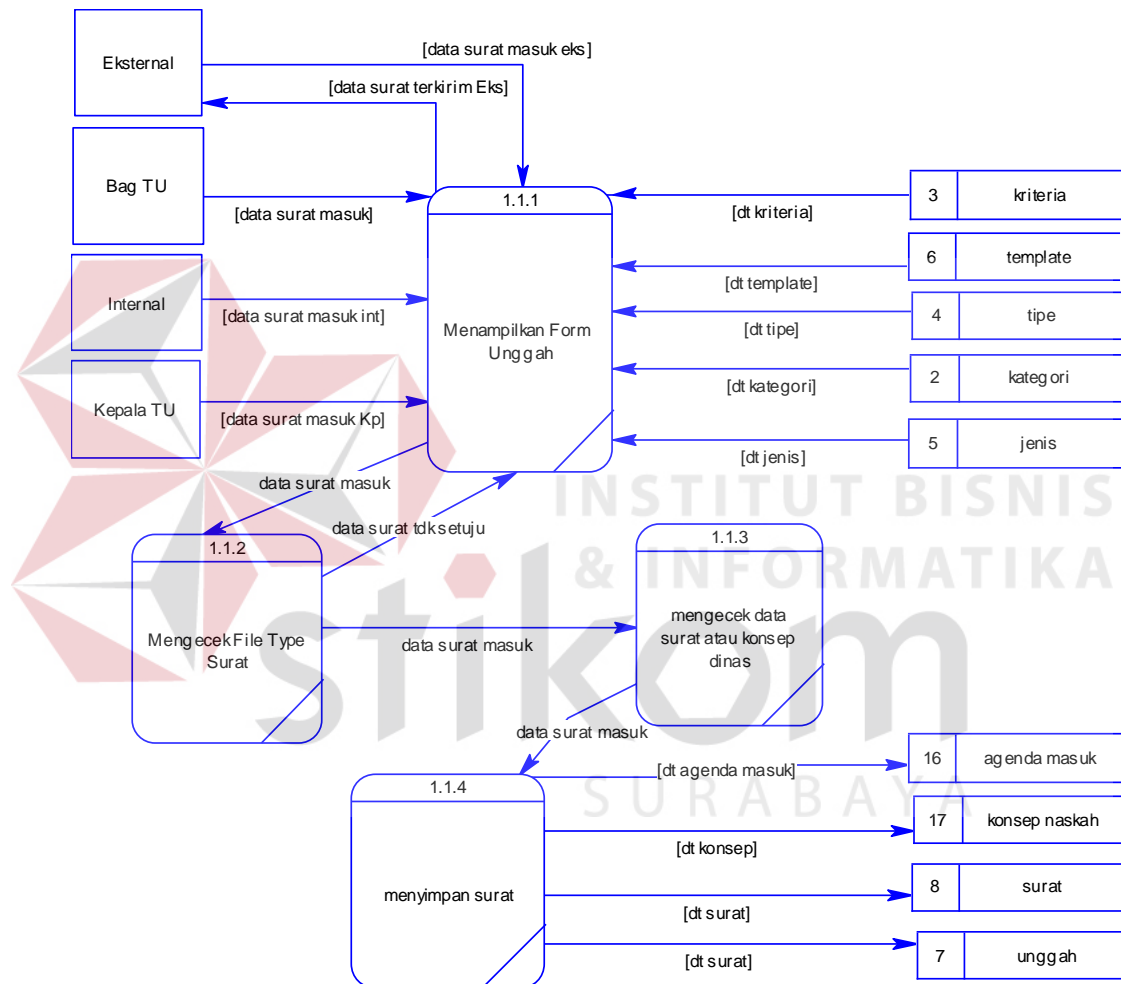 Eksternal
[data surat masuk eks]
[data surat terkirim Eks]
Bag TU
[data surat masuk]
1.1.1
Menampilkan Form
Unggah
[dt kriteria]
3
kriteria
[dt template]
6
template
Internal
[data surat masuk int]
[dt tipe]
4
tipe
[dt kategori]
2
kategori
Kepala TU
[data surat masuk Kp]
[dt jenis]
5
jenis
data surat masuk
data surat tdk setuju
INSTITUT BISNIS
& INFORMATIKA
stikom
SURABAYA
1.1.2
Mengecek File Type
Surat
data surat masuk
1.1.3
mengecek data
surat atau konsep
dinas
data surat masuk
1.1.4
menyimpan surat
[dt agenda masuk]
16
agenda masuk
[dt konsep]
17
konsep naskah
[dt surat]
8
surat
[dt surat]
7
unggah